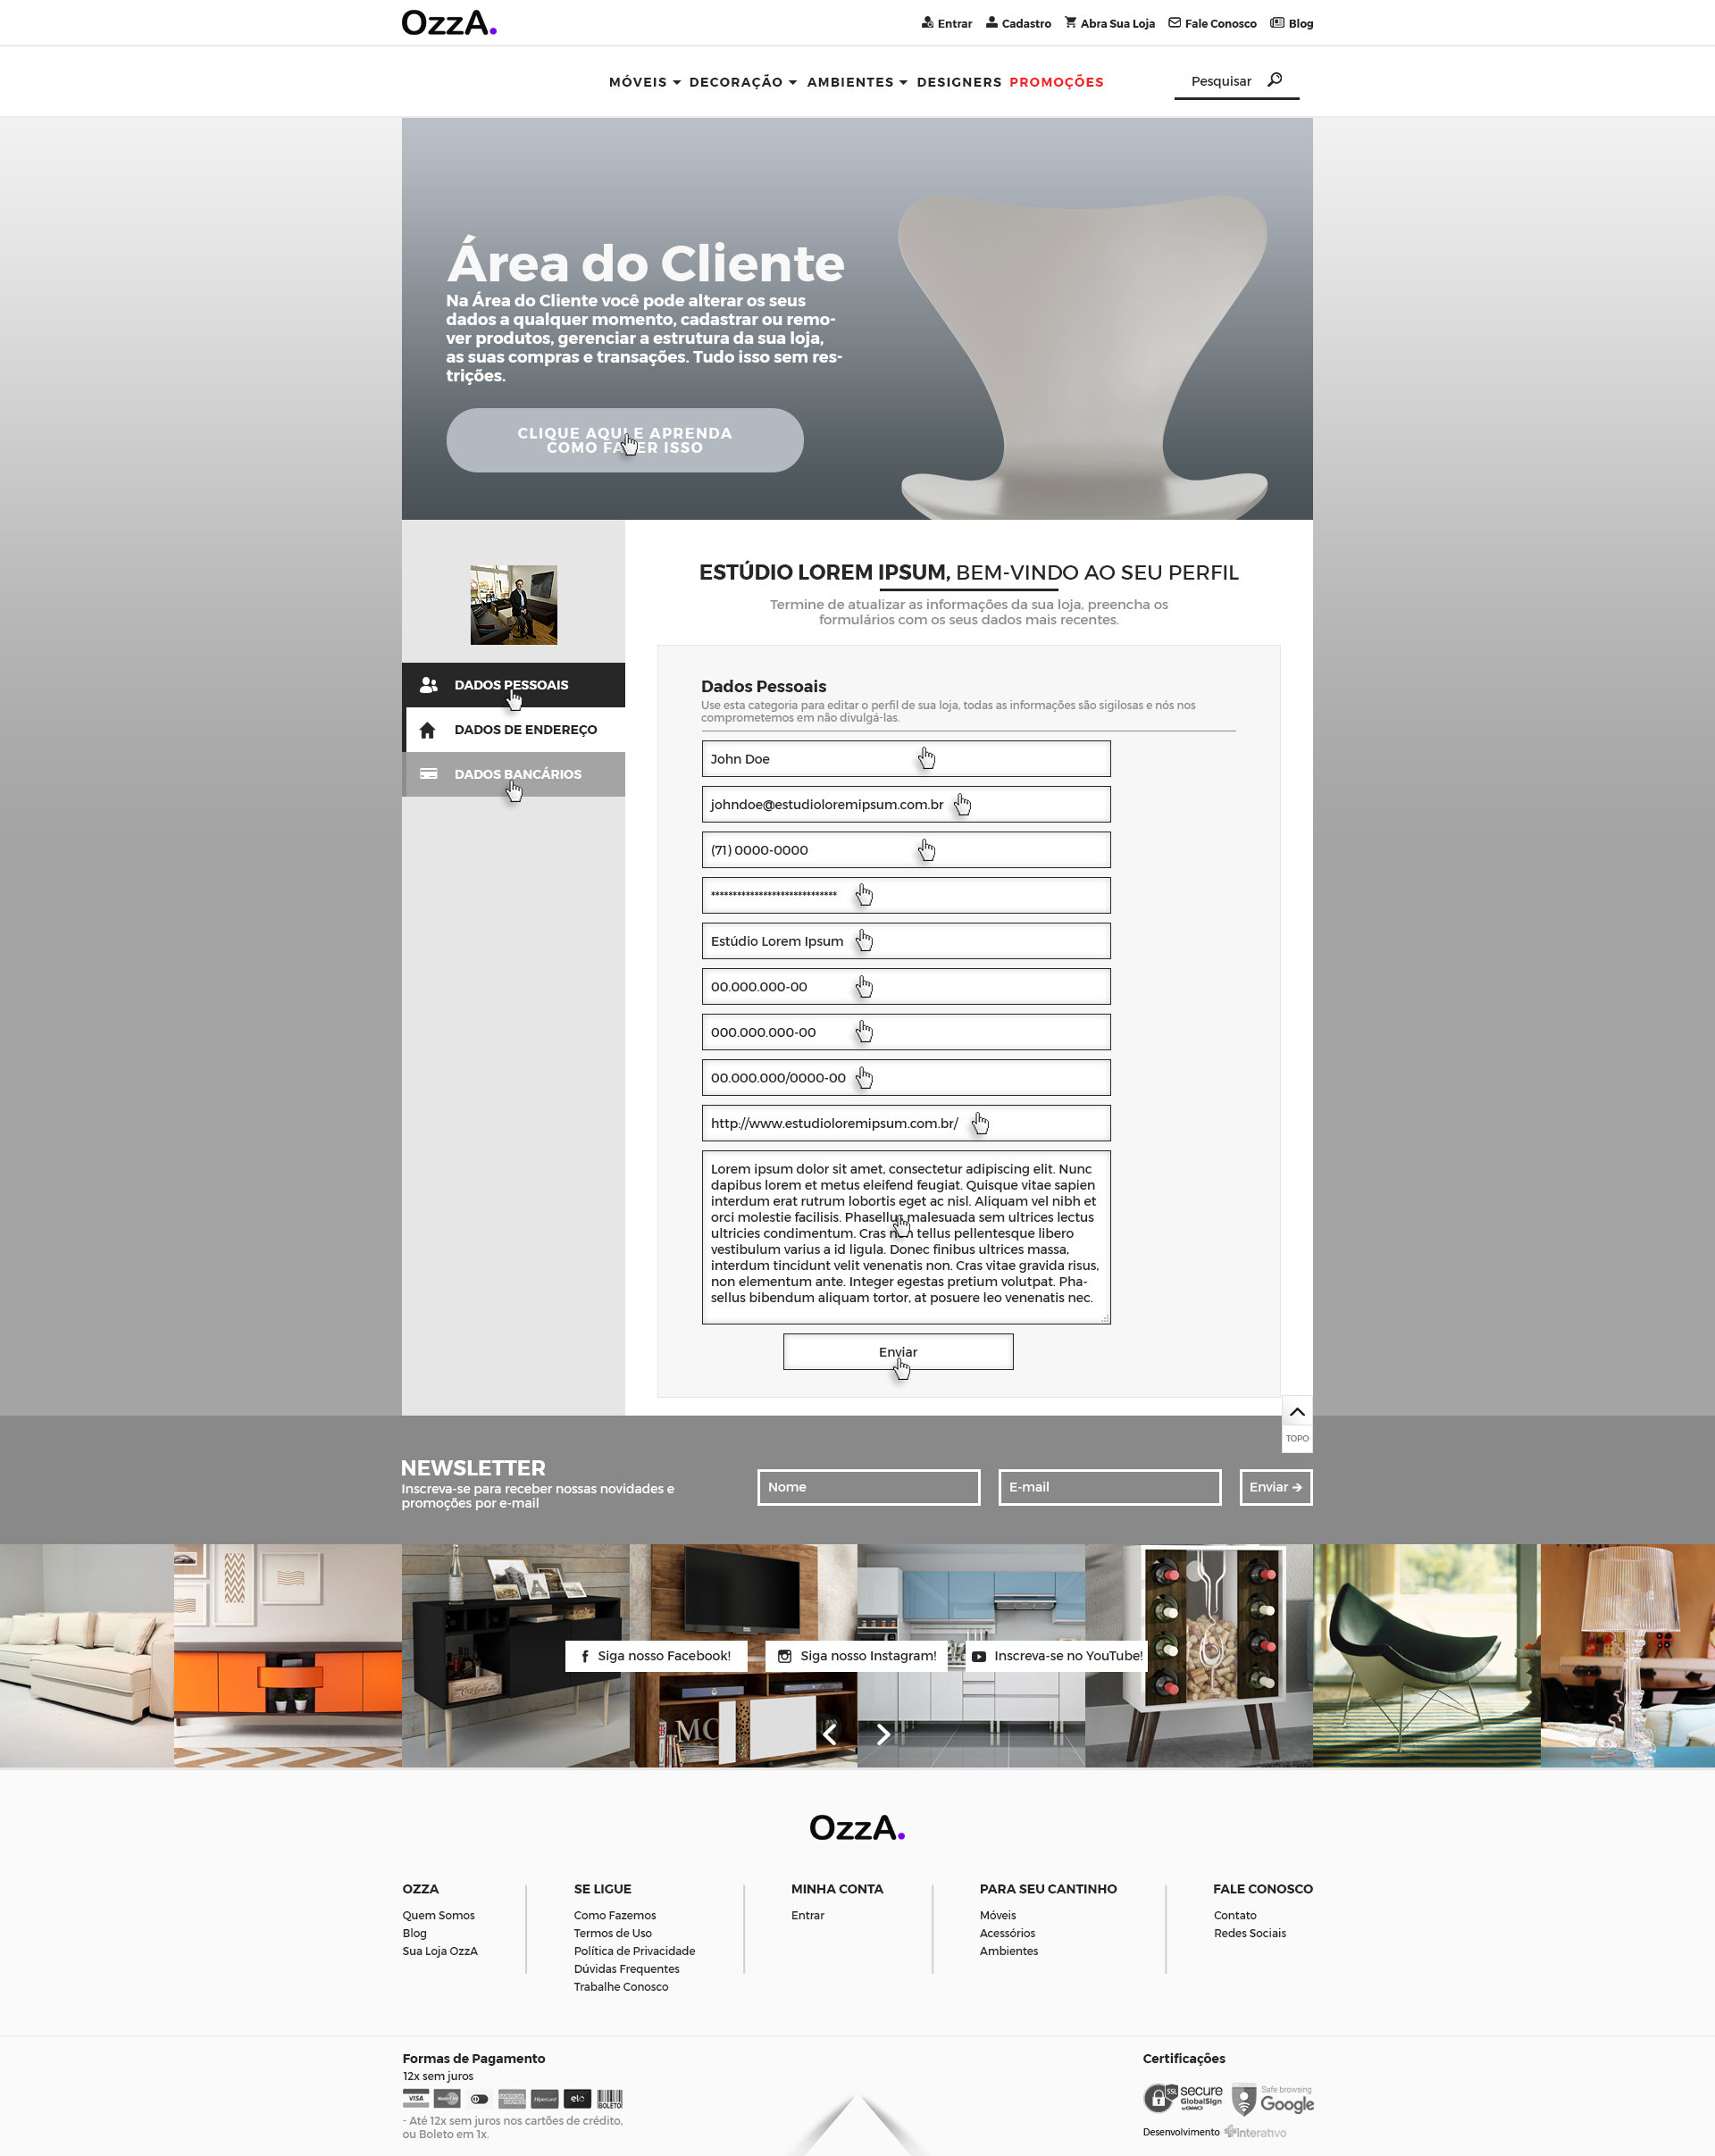 OzzA.
Entrar
Cadastro
Abra Sua Loja
Fale Conosco
Blog
MÓVEIS
DECORAÇÃO
AMBIENTES
DESIGNERS
PROMOÇÕES
Pesquisar
Área do Cliente
Na Área do Cliente você pode alterar os seus
dados a qualquer momento, cadastrar ou remo-
ver produtos, gerenciar a estrutura da sua loja,
as suas compras e transações. Tudo isso sem res-
trições.
CLIQUE AQUI E APRENDA
COMO FAZER ISSO
ESTÚDIO LOREM IPSUM, BEM-VINDO AO SEU PERFIL
Termine de atualizar as informações da sua loja, preencha os
formulários com os seus dados mais recentes.
DADOS PESSOAIS
DADOS DE ENDEREÇO
DADOS BANCÁRIOS
Dados Pessoais
Use esta categoria para editar o perfil de sua loja, todas as informações são sigilosas e nós nos
comprometemos em não divulgá-las.
John Doe
johndoe@estudioloremipsum.com.br
(71) 0000-0000
*****************************
Estúdio Lorem Ipsum
00.000.000-00
000.000.000-00
00.000.000/0000-00
http://www.estudioloremipsum.com.br/
Lorem ipsum dolor sit amet, consectetur adipiscing elit. Nunc
dapibus lorem et metus eleifend feugiat. Quisque vitae sapien
interdum erat rutrum lobortis eget ac nisl. Aliquam vel nibh et
orci molestie facilisis. Phasellus malesuada sem ultrices lectus
ultricies condimentum. Cras non tellus pellentesque libero
vestibulum varius a id ligula. Donec finibus ultrices massa,
interdum tincidunt velit venenatis non. Cras vitae gravida risus,
non elementum ante. Integer egestas pretium volutpat. Pha-
sellus bibendum aliquam tortor, at posuere leo venenatis nec.
Enviar
TOPO
NEWSLETTER
Inscreva-se para receber nossas novidades e
promoções por e-mail
Nome
E-mail
Enviar
Siga nosso Facebook!
Siga nosso Instagram!
Inscreva-se no YouTube!
OzzA.
OZZA
Quem Somos
Blog
Sua Loja OzzA
SE LIGUE
Como Fazemos
Termos de Uso
Política de Privacidade
Dúvidas Frequentes
Trabalhe Conosco
MINHA CONTA
Entrar
PARA SEU CANTINHO
Móveis
Acessórios
Ambientes
FALE CONOSCO
Contato
Redes Sociais
Formas de Pagamento
12x sem juros
VISA
elo
BOLETO
- Até 12x sem juros nos cartões de crédito,
ou Boleto em 1x.
Certificações
SSL
secure
GlobalSign
by GMO
Safe browsing
Google
Desenvolvimento interativo